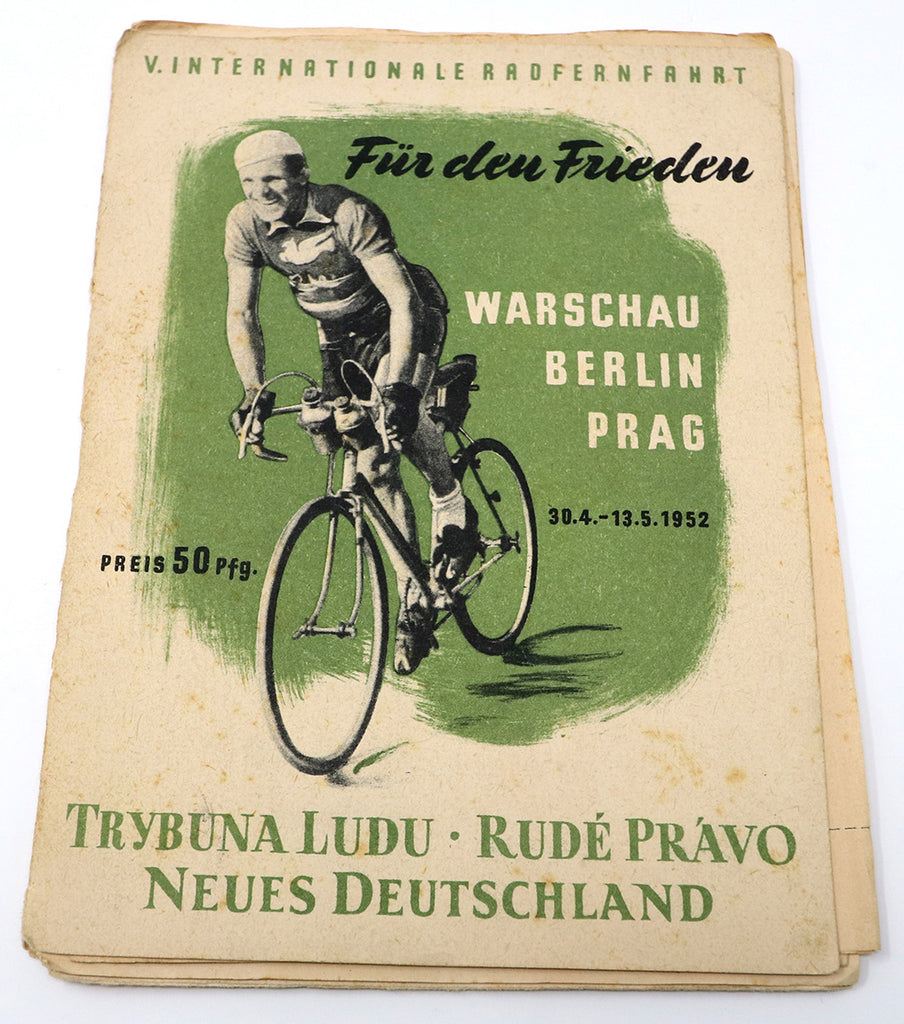 V. INTERNATIONALE RADFERNFAHRT
Für den Frieden
WARSCHAU
BERLIN
PRAG
30.4.-13.5.1952
PREIS 50 Pfg.
TRYBUNA LUDU · RUDÉ PRÁVO
NEUES DEUTSCHLAND